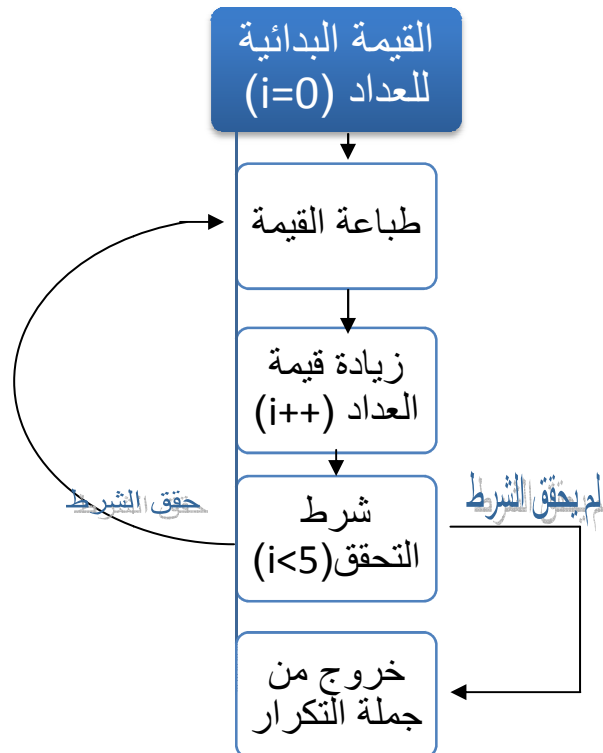 القيمة البدائية
للعداد (i=0)
طباعة القيمة
زيادة قيمة
العداد (i++)
حقق الشرط
لم يحقق الشرط
شرط
التحقق(i<5)
خروج من
جملة التكرار